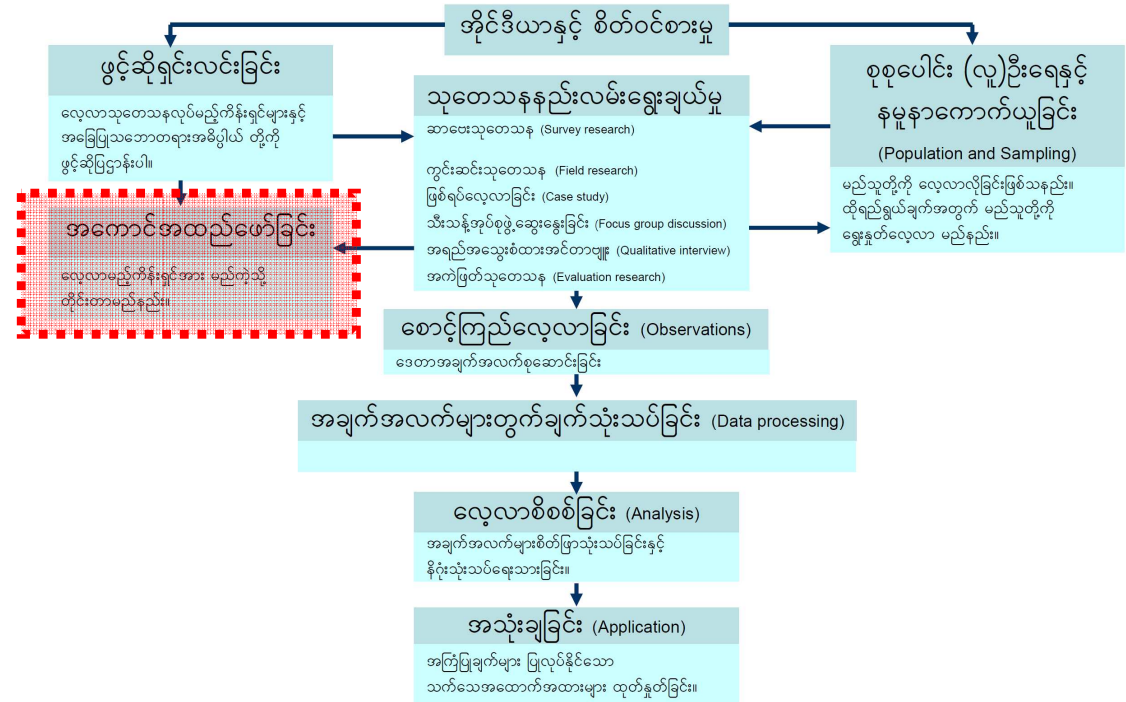 အိုင်ဒီယာနှင့် စိတ်ဝင်စားမှု
ဖွင့်ဆိုရှင်းလင်းခြင်း
လေ့လာသုတေသနလုပ်မည့်ကိန်းရှင်များနှင့်
အခြေပြုသဘောတရားအဓိပ္ပါယ် တို့ကို
ဖွင့်ဆိုပြဌာန်းပါ။
သုတေသနနည်းလမ်းရွေးချယ်မှု
ဆာဗေးသုတေသန (Survey research)
ကွင်းဆင်းသုတေသန (Field research)
ဖြစ်ရပ်လေ့လာခြင်း (Case study)
သီးသန့်အုပ်စုဖွဲ့ဆွေးနွေးခြင်း (Focus group discussion)
အရည်အသွေးစံထားအင်တာဗျူး (Qualitative interview)
အကဲဖြတ်သုတေသန (Evaluation research)
စုစုပေါင်း (လူ)ဦးရေနှင့်
နမူနာကောက်ယူခြင်း
(Population and Sampling)
မည်သူတို့ကို လေ့လာလိုခြင်းဖြစ်သနည်း။
ထိုရည်ရွယ်ချက်အတွက် မည်သူတို့ကို
ရွေးနှုတ်လေ့လာ မည်နည်း။
အကောင်အထည်ဖော်ခြင်း
လေ့လာမည့်ကိန်းရှင်အား မည်ကဲ့သို့
တိုင်းတာမည်နည်း။
စောင့်ကြည်လေ့လာခြင်း (Observations)
ဒေတာအချက်အလက်စုဆောင်းခြင်း
အချက်အလက်များတွက်ချက်သုံးသပ်ခြင်း (Data processing)
လေ့လာစိစစ်ခြင်း (Analysis)
အချက်အလက်များစိတ်ဖြာသုံးသပ်ခြင်းနှင့်
နိဂုံးသုံးသပ်ရေးသားခြင်း။
အသုံးချခြင်း (Application)
အကြံပြုချက်များ ပြုလုပ်နိုင်သော
သက်သေအထောက်အထားများ ထုတ်နှုတ်ခြင်း။